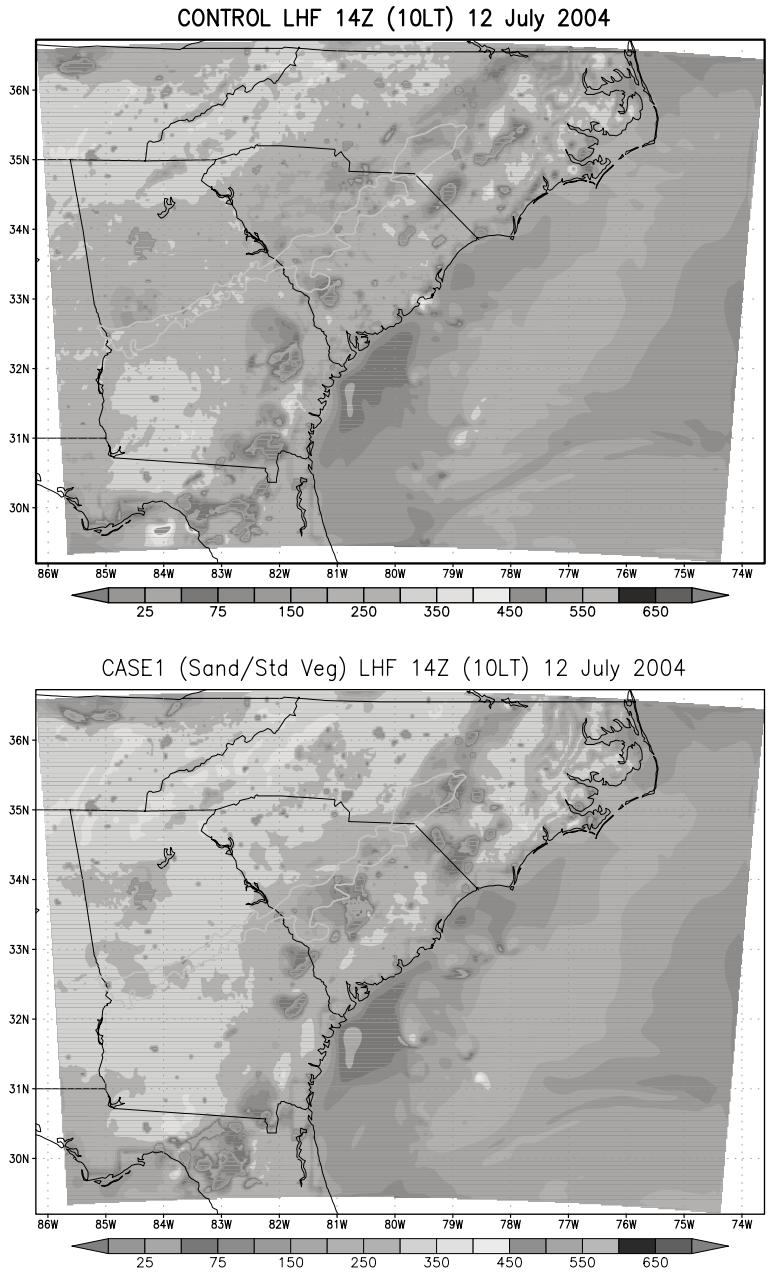 CONTROL LHF 14Z (10LT) 12 July 2004
36N
35N
34N
33N
32N
31N
30N
86W 85W 84W 83W 82W 81W 80W 79W 78W 77W 76W 75W 74W
25 75 150 250 350 450 550 650
CASE1 (Sand/Std Veg) LHF 14Z (10LT) 12 July 2004
36N
35N
34N
33N
32N
31N
30N
86W 85W 84W 83W 82W 81W 80W 79W 78W 77W 76W 75W 74W
25 75 150 250 350 450 550 650